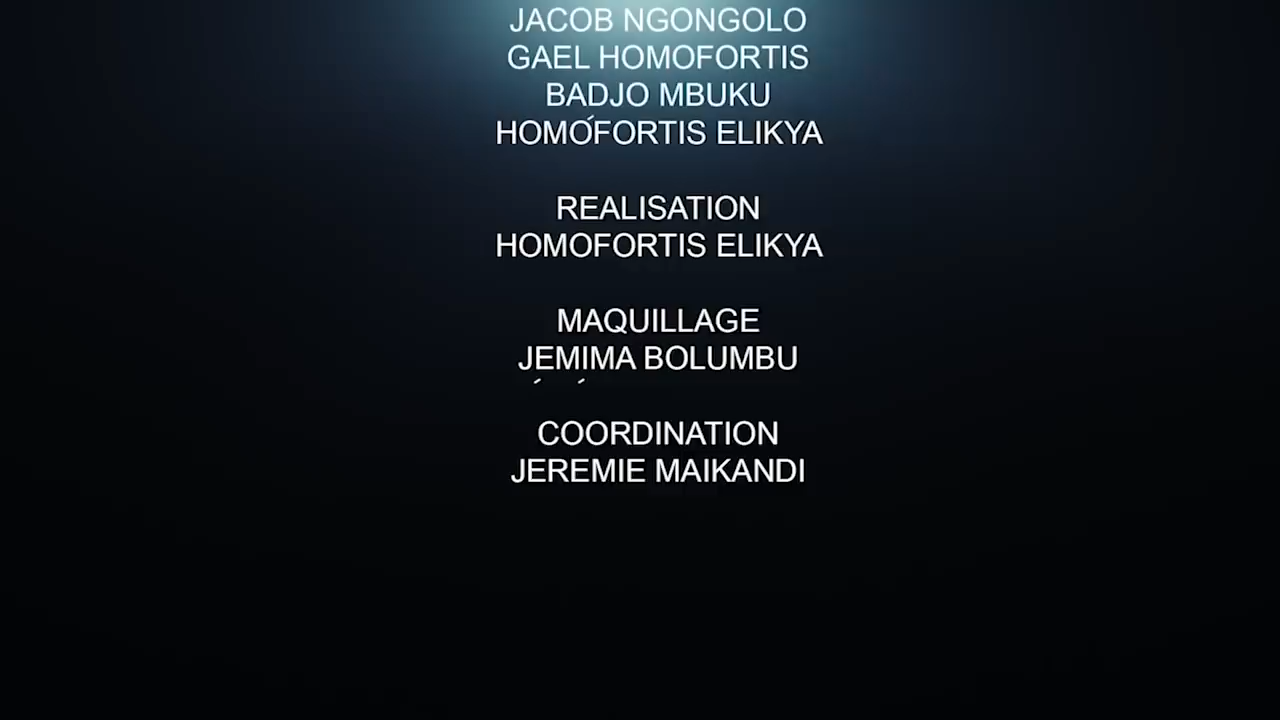 JACOB NGONGOLO
GAEL HOMOFORTIS
BADJO MBUKU
HOMOFORTIS ELIKYA
REALISATION
HOMOFORTIS ELIKYA
MAQUILLAGE
JEMIMA BOLUMBU
COORDINATION
JEREMIE MAIKANDI